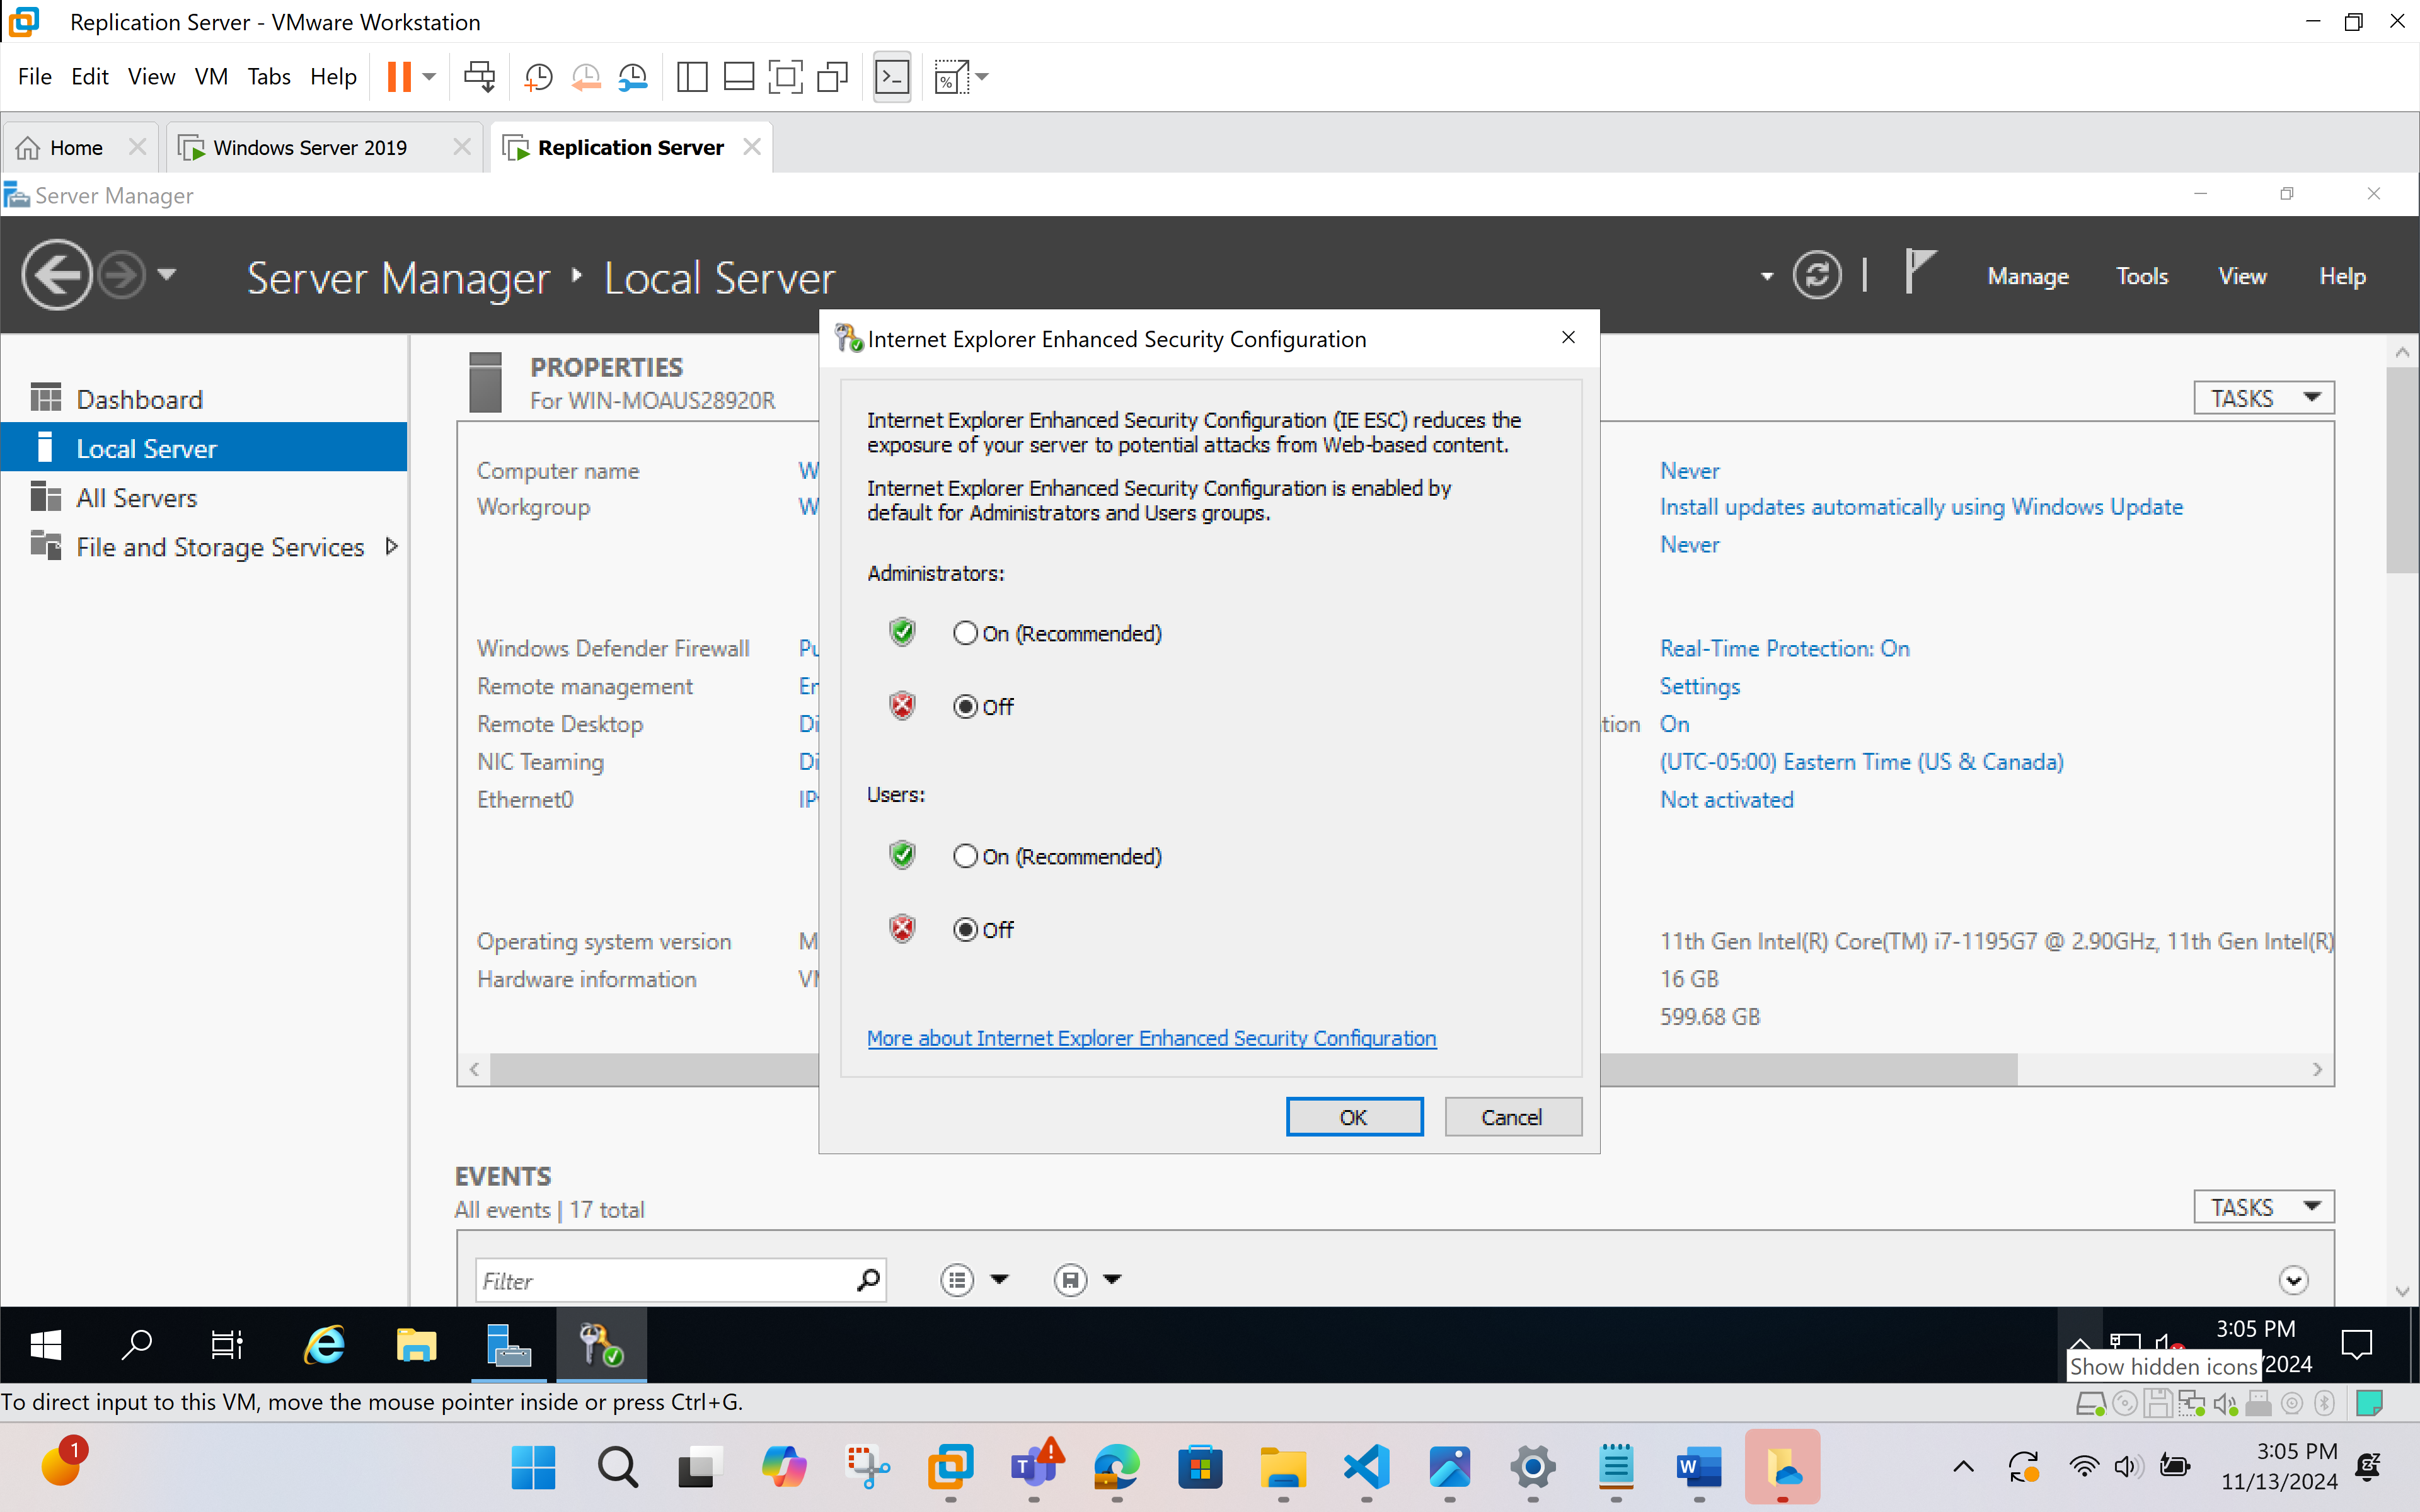 Replication Server - VMware Workstation
File Edit View VM Tabs Help
Home
Windows Server 2019
Replication Server
Server Manager
Server Manager ‣ Local Server
Manage Tools View Help
Dashboard
Local Server
All Servers
File and Storage Services
PROPERTIES
For WIN-MOAUS28920R
TASKS
Computer name
Workgroup
Never
Install updates automatically using Windows Update
Never
Windows Defender Firewall
Remote management
Remote Desktop
NIC Teaming
Ethernet0
Real-Time Protection: On
Settings
On
(UTC-05:00) Eastern Time (US & Canada)
Not activated
Operating system version
Hardware information
11th Gen Intel(R) Core(TM) i7-1195G7 @ 2.90GHz, 11th Gen Intel(R)
16 GB
599.68 GB
Internet Explorer Enhanced Security Configuration
Internet Explorer Enhanced Security Configuration (IE ESC) reduces the
exposure of your server to potential attacks from Web-based content.
Internet Explorer Enhanced Security Configuration is enabled by
default for Administrators and Users groups.
Administrators:
On (Recommended)
Off
Users:
On (Recommended)
Off
More about Internet Explorer Enhanced Security Configuration
OK Cancel
EVENTS
All events | 17 total
TASKS
Filter
3:05 PM
/2024
Show hidden icons
To direct input to this VM, move the mouse pointer inside or press Ctrl+G.
1
3:05 PM
11/13/2024